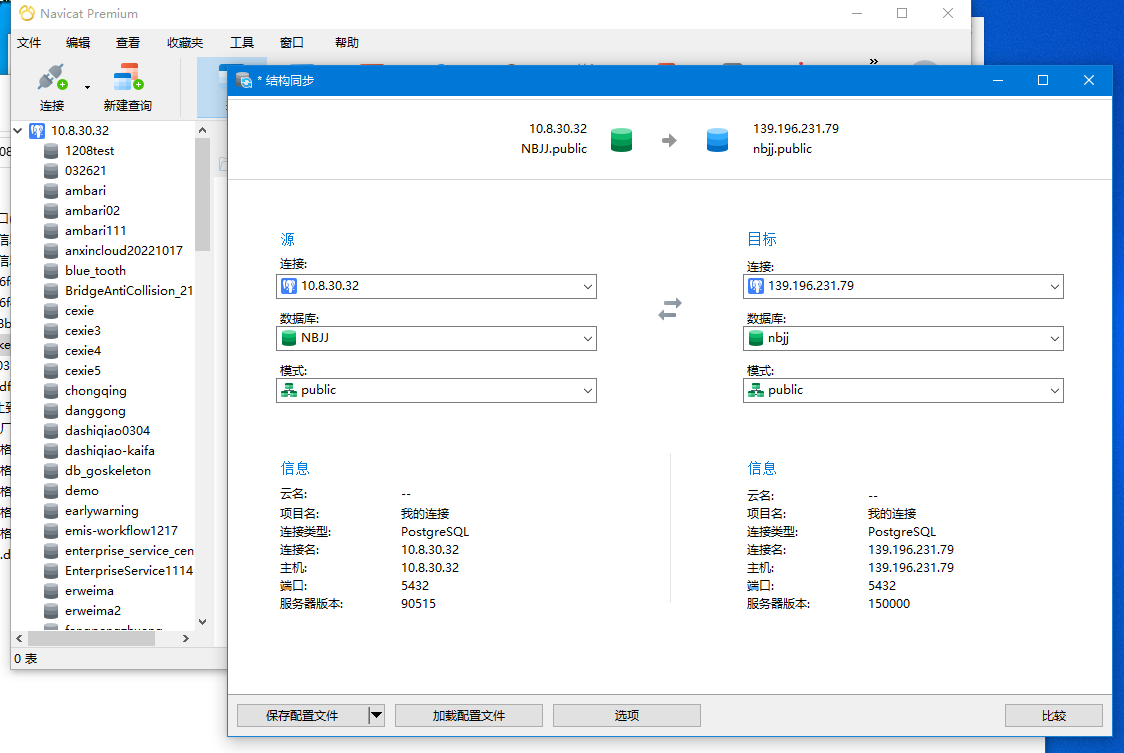 Navicat Premium
文件 编辑 查看 收藏夹 工具 窗口 帮助
连接 新建查询
»
10.8.30.32
1208test
032621
ambari
ambari02
ambari111
anxincloud20221017
blue_tooth
BridgeAntiCollision_21
cexie
cexie3
cexie4
cexie5
chongqing
danggong
dashiqiao0304
dashiqiao-kaifa
db_goskeleton
demo
earlywarning
emis-workflow1217
enterprise_service_cen
EnterpriseService1114
erweima
erweima2
0 表
* 结构同步
10.8.30.32
NBJJ.public
139.196.231.79
nbjj.public
源
连接:
10.8.30.32
数据库:
NBJJ
模式:
public
目标
连接:
139.196.231.79
数据库:
nbjj
模式:
public
信息
云名: --
项目名: 我的连接
连接类型: PostgreSQL
连接名: 10.8.30.32
主机: 10.8.30.32
端口: 5432
服务器版本: 90515
信息
云名: --
项目名: 我的连接
连接类型: PostgreSQL
连接名: 139.196.231.79
主机: 139.196.231.79
端口: 5432
服务器版本: 150000
保存配置文件 加载配置文件 选项 比较